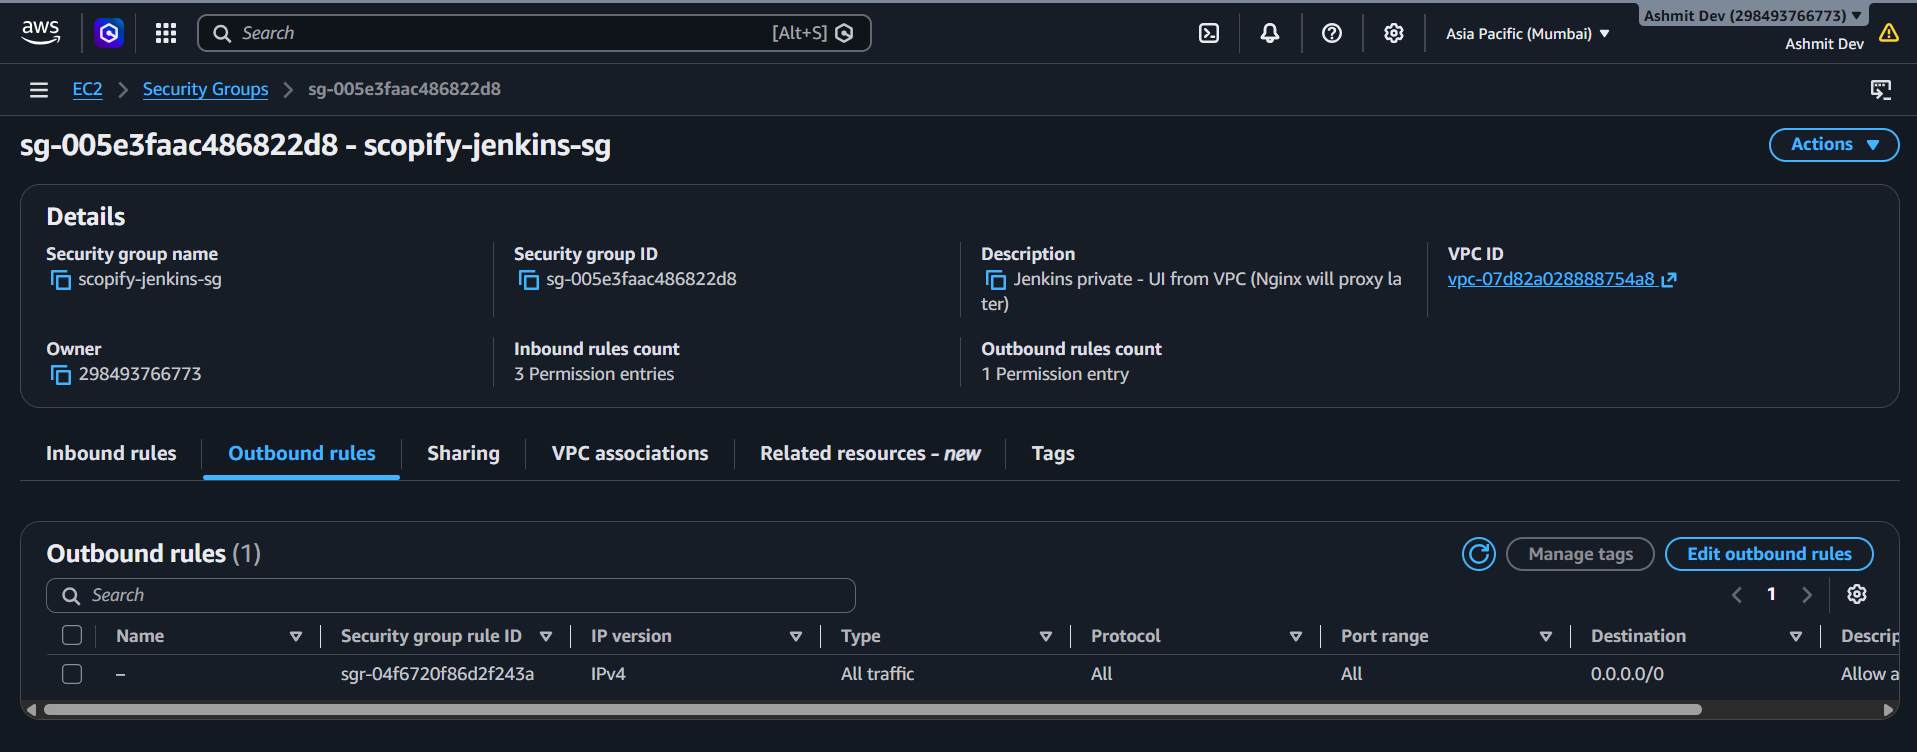 aws
Search [Alt+S]
Asia Pacific (Mumbai)
Ashmit Dev (298493766773)
Ashmit Dev
EC2 Security Groups sg-005e3faac486822d8
sg-005e3faac486822d8 - scopify-jenkins-sg
Actions
Details
Security group name
scopify-jenkins-sg
Security group ID
sg-005e3faac486822d8
Description
Jenkins private - UI from VPC (Nginx will proxy la
ter)
VPC ID
vpc-07d82a028888754a8
Owner
298493766773
Inbound rules count
3 Permission entries
Outbound rules count
1 Permission entry
Inbound rules Outbound rules Sharing VPC associations Related resources - new Tags
Outbound rules (1)
Manage tags Edit outbound rules
Search
1
Name Security group rule ID IP version Type Protocol Port range Destination Descrip
– sgr-04f6720f86d2f243a IPv4 All traffic All All 0.0.0.0/0 Allow a